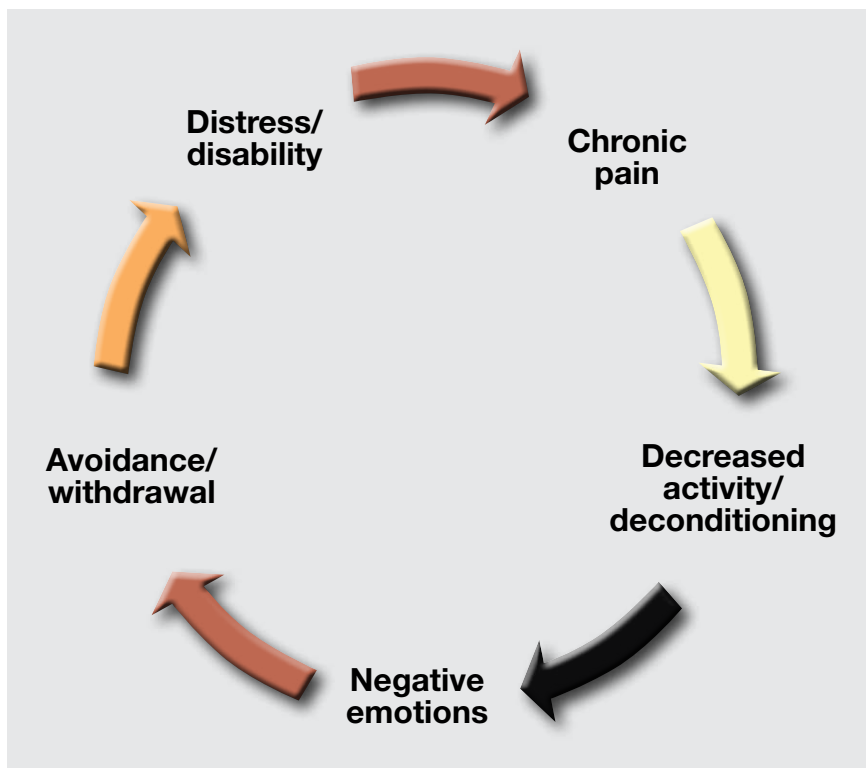 Distress/
disability
Chronic
pain
Decreased
activity/
deconditioning
Negative
emotions
Avoidance/
withdrawal